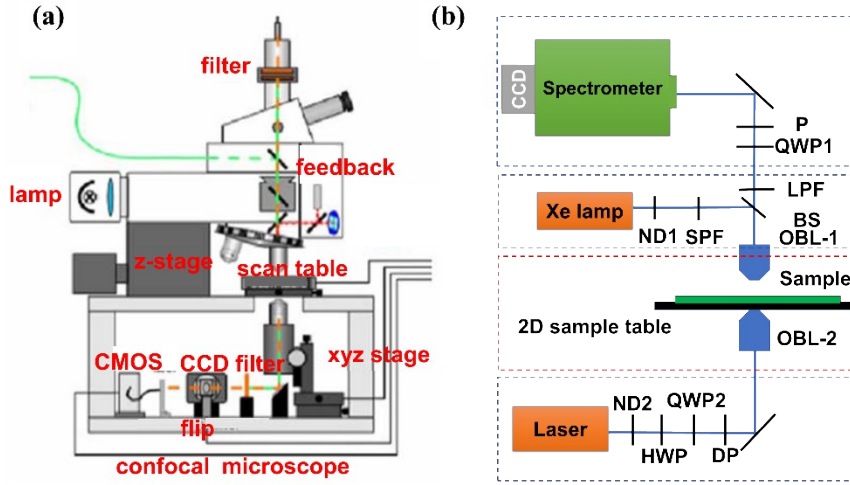 (a)
filter
feedback
lamp
z-stage
scan table
CMOS
CCD filter
xyz stage
flip
confocal microscope
(b)
CCD
Spectrometer
P
QWP1
LPF
Xe lamp
BS
ND1
SPF
OBL-1
Sample
2D sample table
OBL-2
ND2
QWP2
Laser
HWP
DP